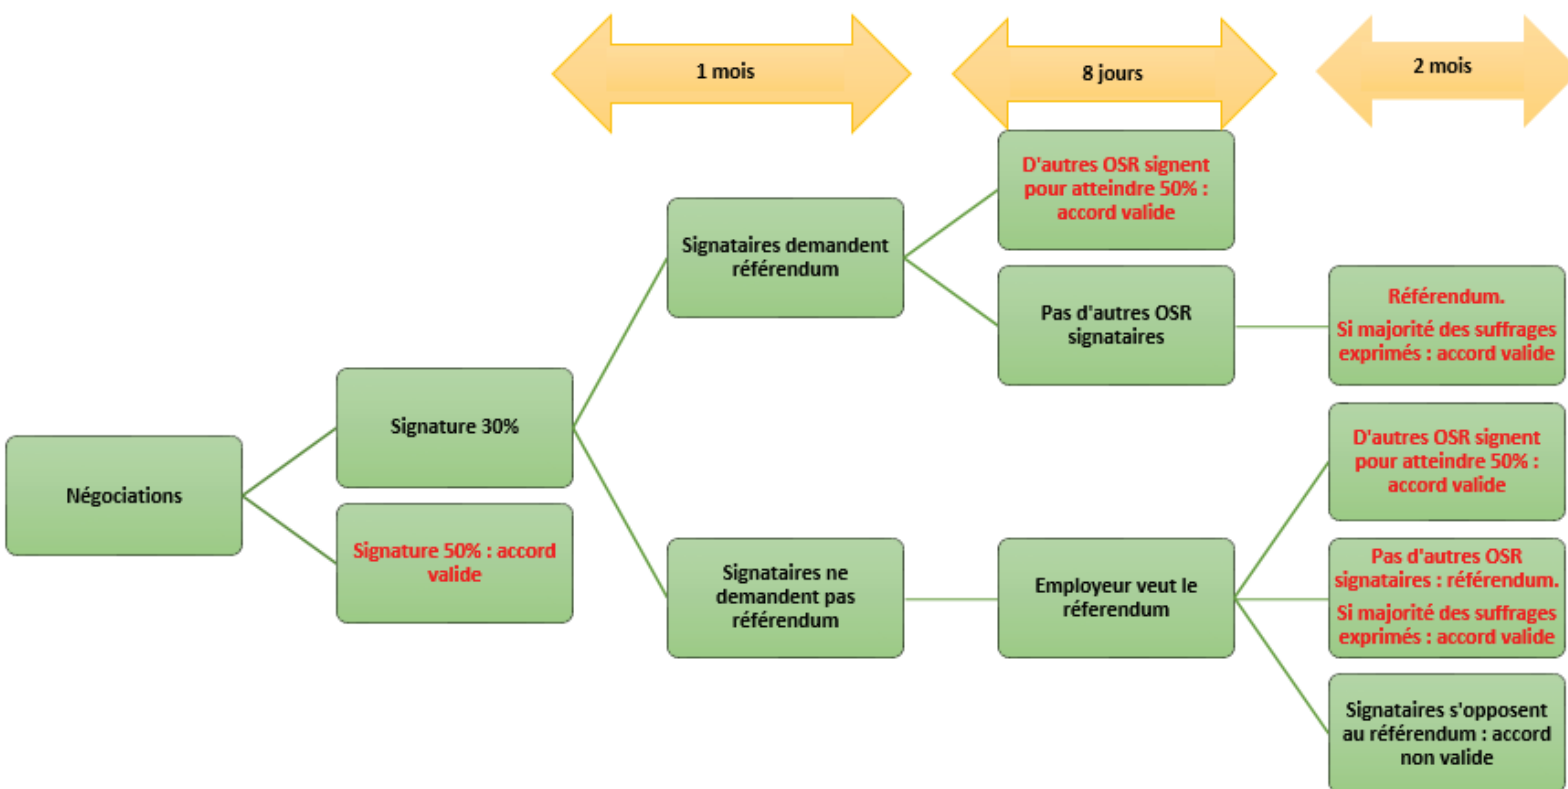 1 mois
8 jours
2 mois
D'autres OSR signent
pour atteindre 50% :
accord valide
Signataires demandent
référendum
Pas d'autres OSR
signataires
Référendum.
Si majorité des suffrages
exprimés : accord valide
Signature 30%
Négociations
Signature 50% : accord
valide
D'autres OSR signent
pour atteindre 50% :
accord valide
Signataires ne
demandent pas
référendum
Employeur veut le
réferendum
Pas d'autres OSR
signataires : référendum.
Si majorité des suffrages
exprimés : accord valide
Signataires s'opposent
au référendum : accord
non valide